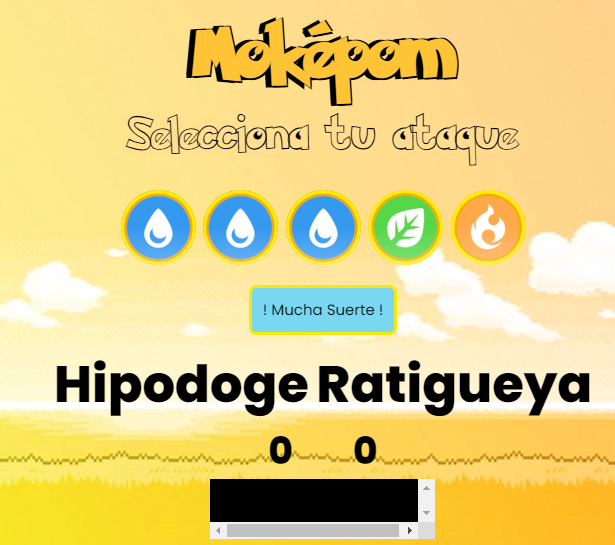 Moképom
Selecciona tu ataque
! Mucha Suerte !
Hipodoge Ratigueya
0 0